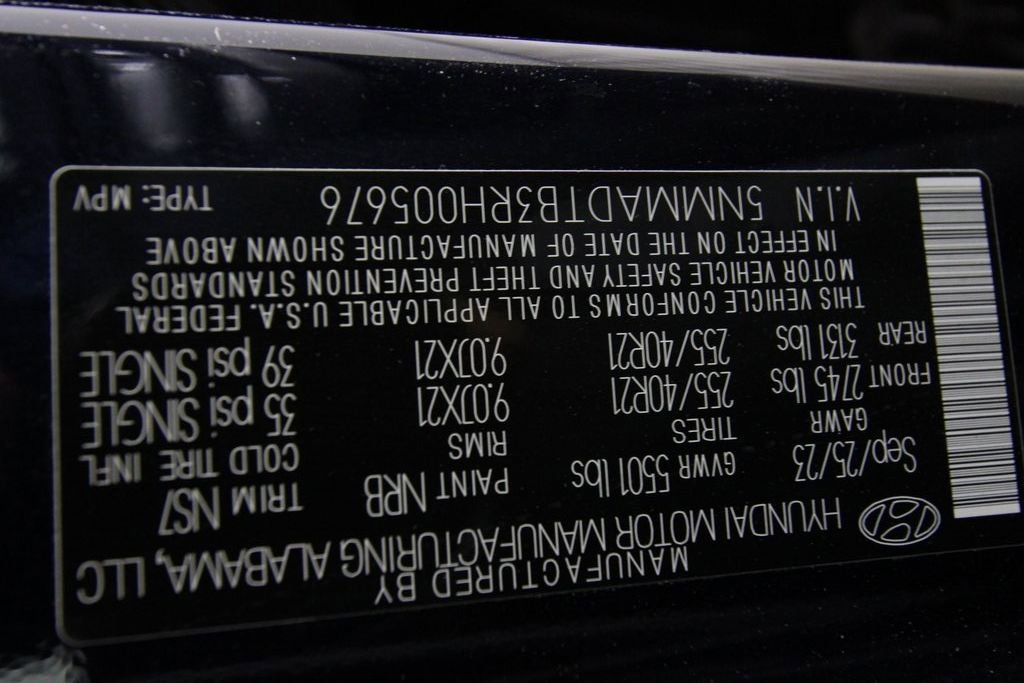 MANUFACTURED BY
HYUNDAI MOTOR MANUFACTURING ALABAMA, LLC
Sep/25/23 GVWR 5501 lbs PAINT NRB TRIM NS7
GAWR TIRES RIMS COLD TIRE INFL
FRONT 2745 lbs 255/40R21 9.0JX21 35 psi SINGLE
REAR 3131 lbs 255/40R21 9.0JX21 39 psi SINGLE
THIS VEHICLE CONFORMS TO ALL APPLICABLE U.S.A. FEDERAL
MOTOR VEHICLE SAFETY AND THEFT PREVENTION STANDARDS
IN EFFECT ON THE DATE OF MANUFACTURE SHOWN ABOVE
V.I.N 5NMMADTB3RH005676 TYPE: MPV